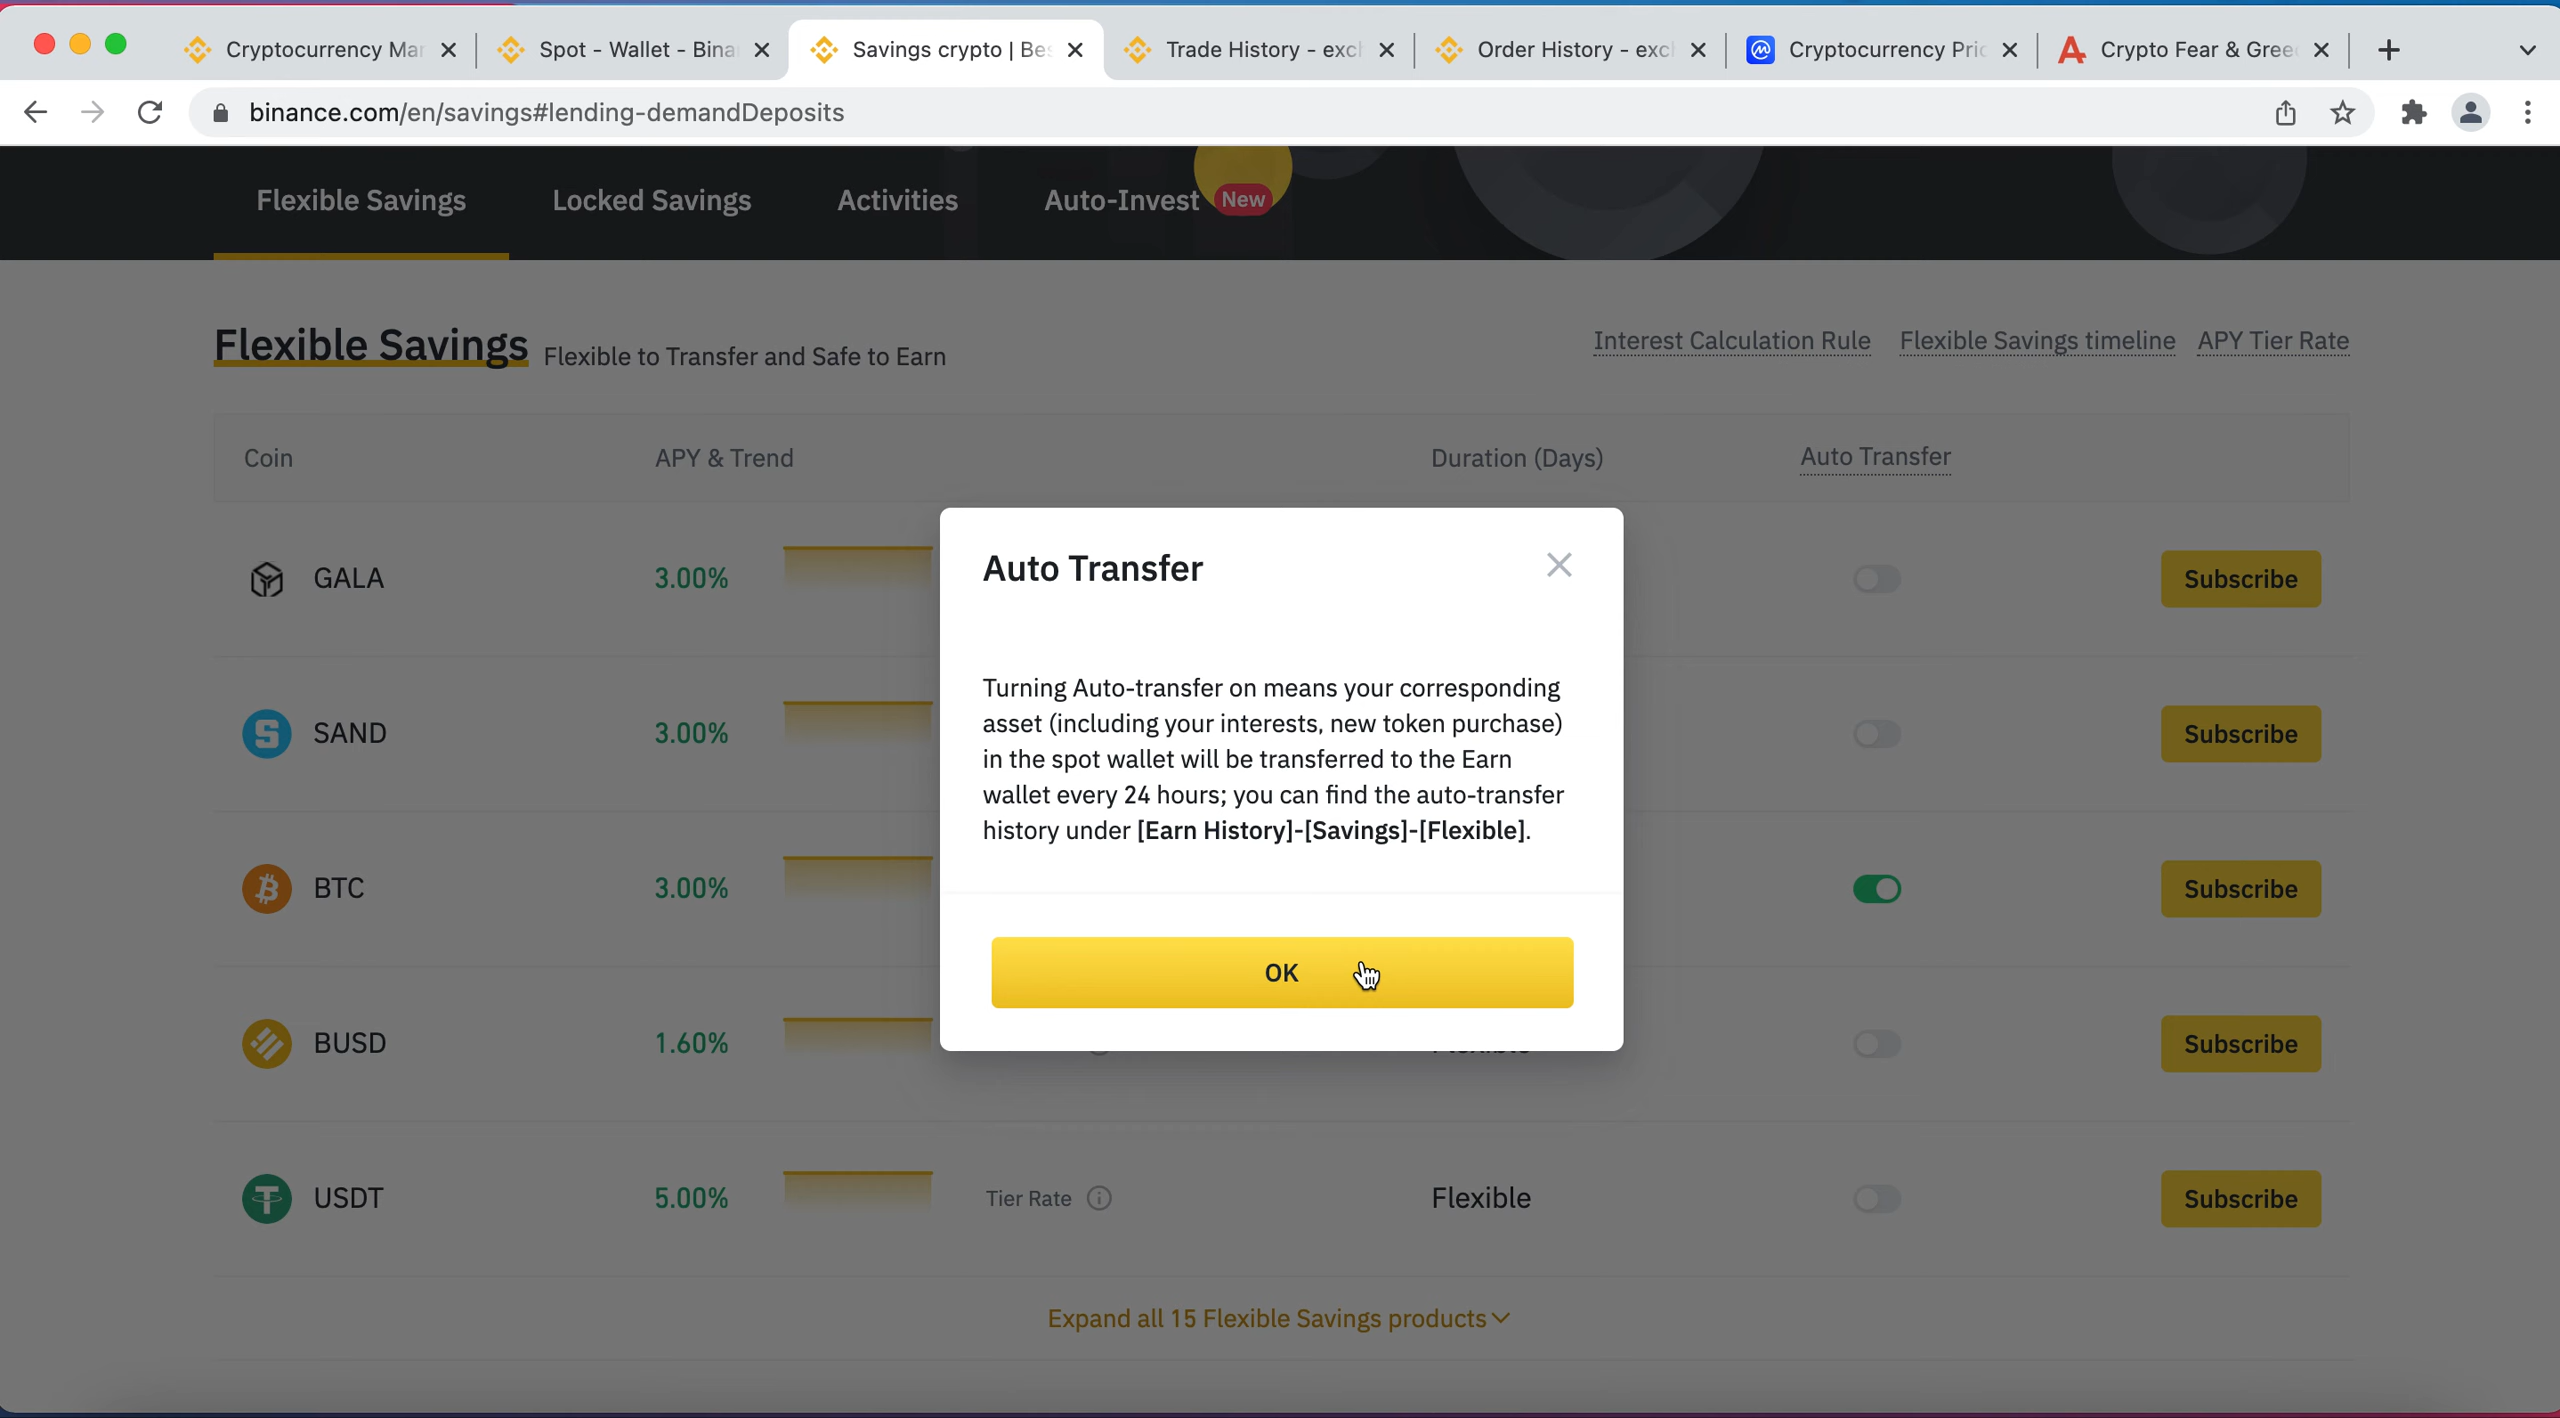 Cryptocurrency Mar
Spot - Wallet - Bina
Savings crypto | Bes
Trade History - exch
Order History - exch
Cryptocurrency Pric
Crypto Fear & Gree
binance.com/en/savings#lending-demandDeposits
Flexible Savings
Locked Savings
Activities
Auto-Invest
New
Flexible Savings
Flexible to Transfer and Safe to Earn
Interest Calculation Rule
Flexible Savings timeline
APY Tier Rate
Coin
APY & Trend
Duration (Days)
Auto Transfer
GALA
3.00%
Subscribe
SAND
3.00%
Subscribe
BTC
3.00%
Subscribe
BUSD
1.60%
Subscribe
USDT
5.00%
Tier Rate
Flexible
Subscribe
Expand all 15 Flexible Savings products
Auto Transfer
Turning Auto-transfer on means your corresponding
asset (including your interests, new token purchase)
in the spot wallet will be transferred to the Earn
wallet every 24 hours; you can find the auto-transfer
history under [Earn History]-[Savings]-[Flexible].
OK